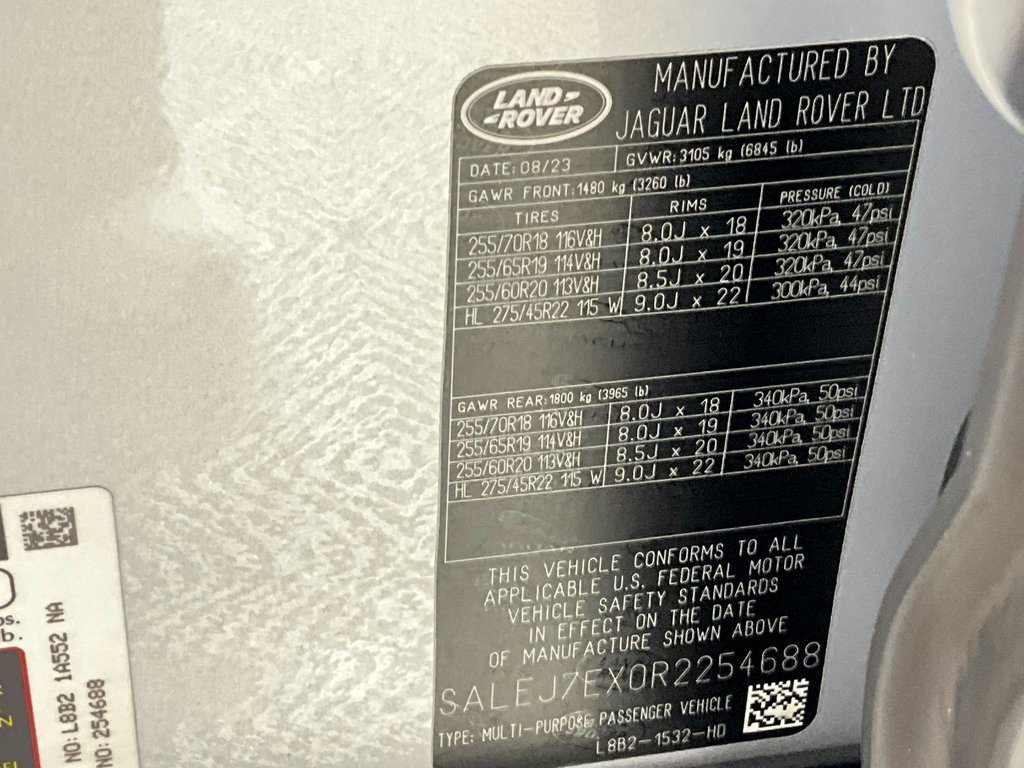 LAND
ROVER
MANUFACTURED BY
JAGUAR LAND ROVER LTD
DATE: 08/23 GVWR: 3105 kg (6845 lb)
GAWR FRONT: 1480 kg (3260 lb)
TIRES RIMS PRESSURE (COLD)
255/70R18 116V&H 8.0J x 18 320kPa, 47psi
255/65R19 114V&H 8.0J x 19 320kPa, 47psi
255/60R20 113V&H 8.5J x 20 320kPa, 47psi
HL 275/45R22 115 W 9.0J x 22 300kPa, 44psi
GAWR REAR: 1800 kg (3965 lb)
255/70R18 116V&H 8.0J x 18 340kPa, 50psi
255/65R19 114V&H 8.0J x 19 340kPa, 50psi
255/60R20 113V&H 8.5J x 20 340kPa, 50psi
HL 275/45R22 115 W 9.0J x 22 340kPa, 50psi
THIS VEHICLE CONFORMS TO ALL
APPLICABLE U.S. FEDERAL MOTOR
VEHICLE SAFETY STANDARDS
IN EFFECT ON THE DATE
OF MANUFACTURE SHOWN ABOVE
SALEJ7EX0R2254688
TYPE: MULTI-PURPOSE PASSENGER VEHICLE
L8B2-1532-HD
NO: L8B2 1A552 NA
NO: 254688